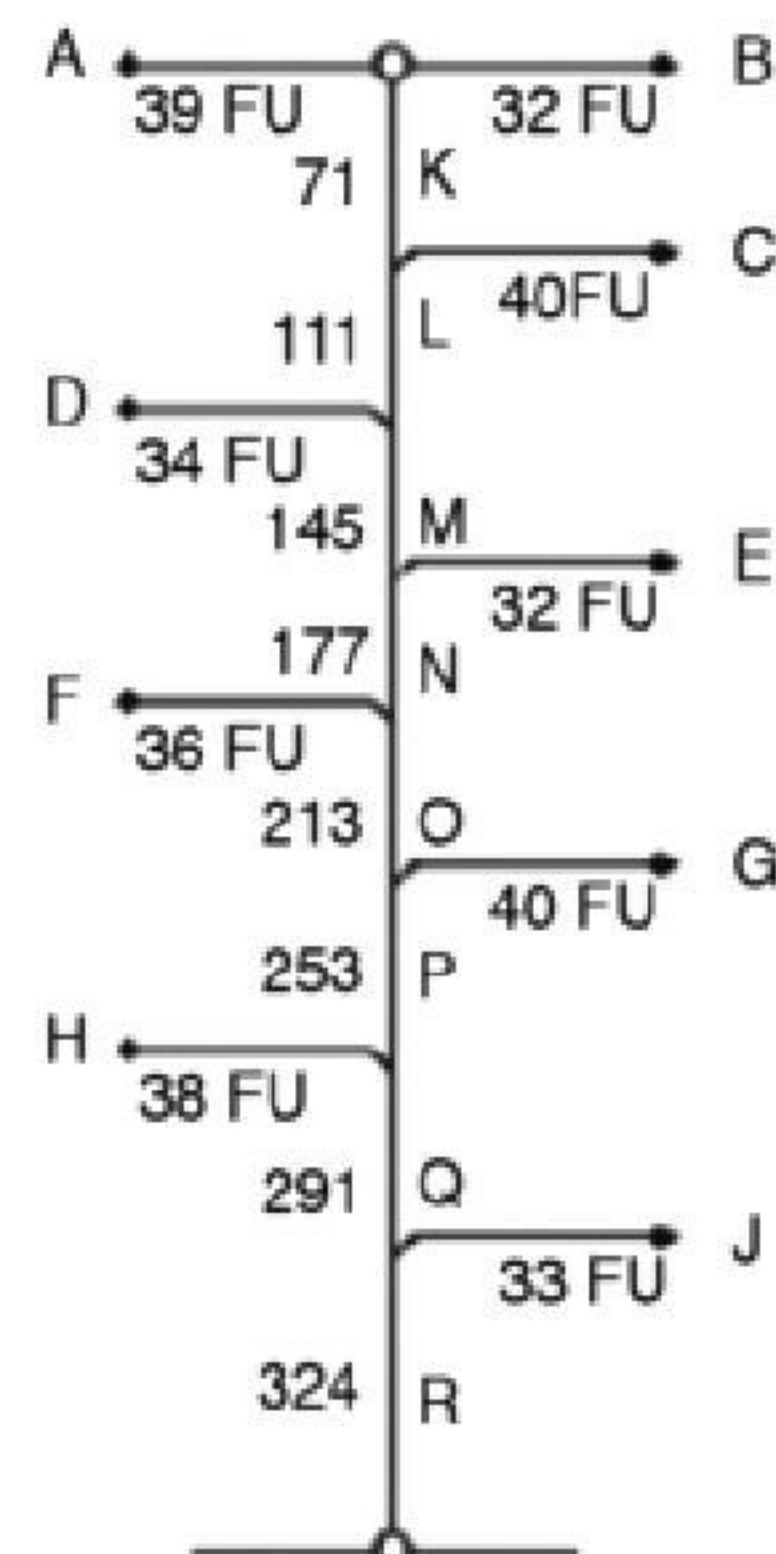 A B
39 FU 32 FU
71 K
C
40FU
111 L
D
34 FU
145 M
E
32 FU
177 N
F
36 FU
213 O
G
40 FU
253 P
H
38 FU
291 Q
J
33 FU
324 R